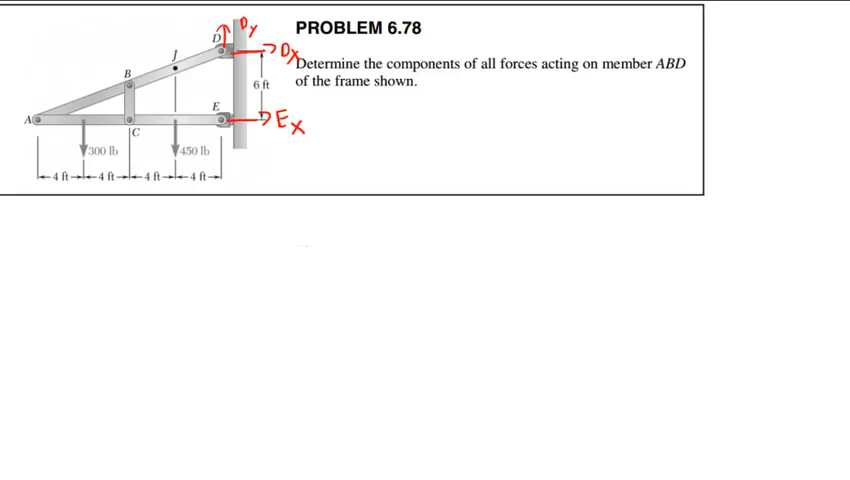 PROBLEM 6.78
Determine the components of all forces acting on member ABD
of the frame shown.
Dy
D
Dx
J
B
6 ft
E
A
Ex
C
300 lb
450 lb
4 ft
4 ft
4 ft
4 ft